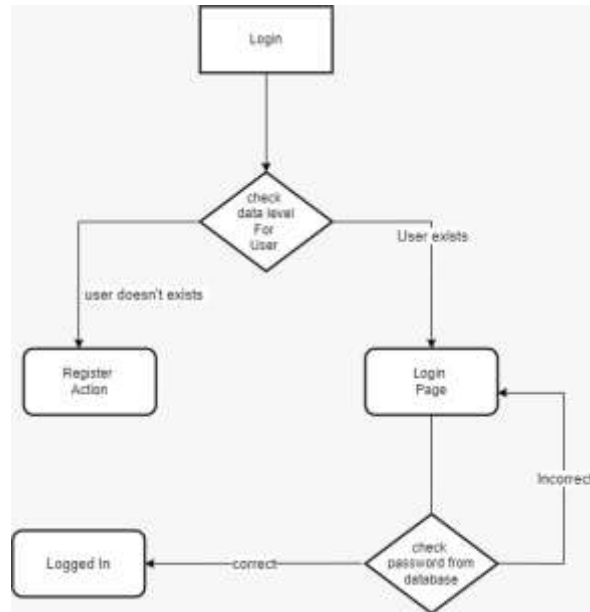 Login
check
data level
For
User
User exists
user doesn't exists
Register
Action
Login
Page
Incorrect
Logged In
correct
check
password from
database